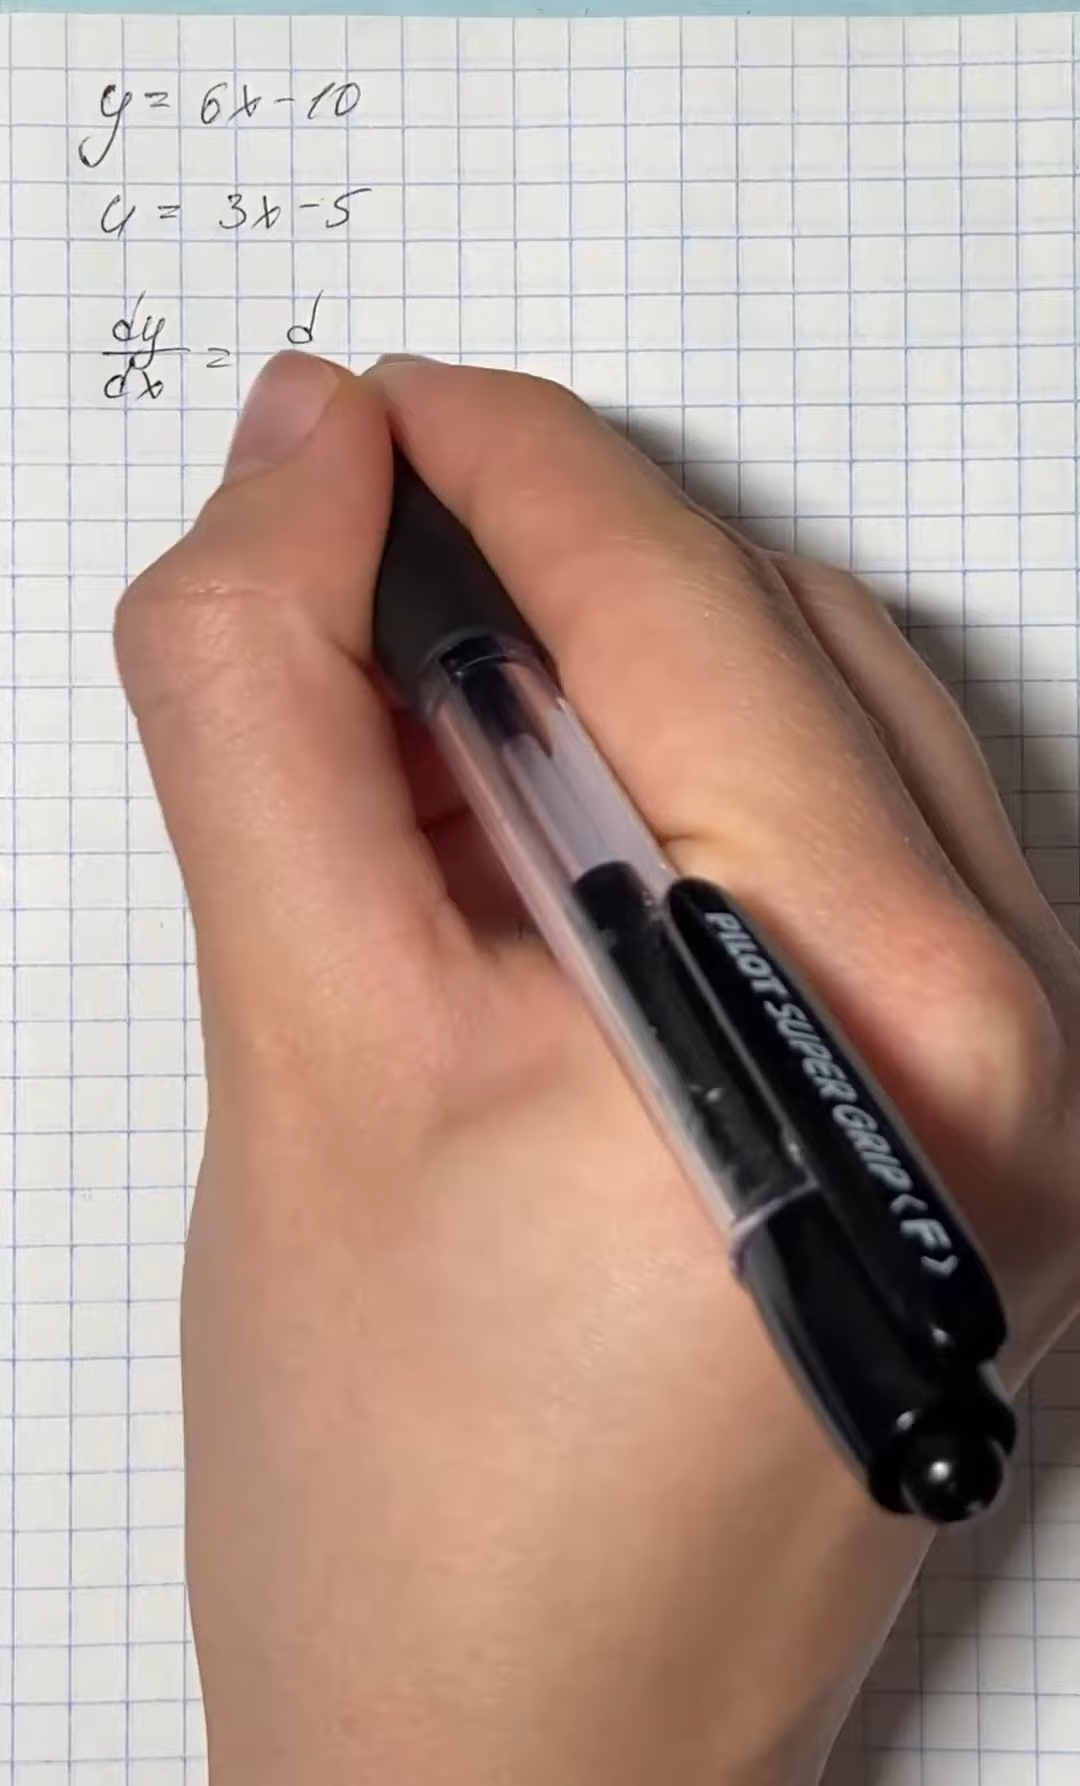 y = 6x - 10
u = 3x - 5
dy/dx = d
PILOT SUPER GRIP <F>